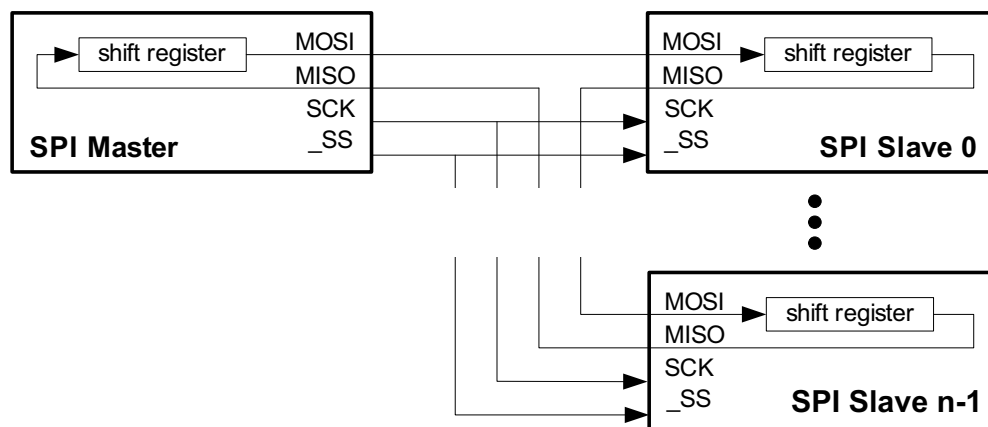 shift register
MOSI
MISO
SCK
_SS
SPI Master
MOSI
MISO
SCK
_SS
shift register
SPI Slave 0
MOSI
MISO
SCK
_SS
shift register
SPI Slave n-1